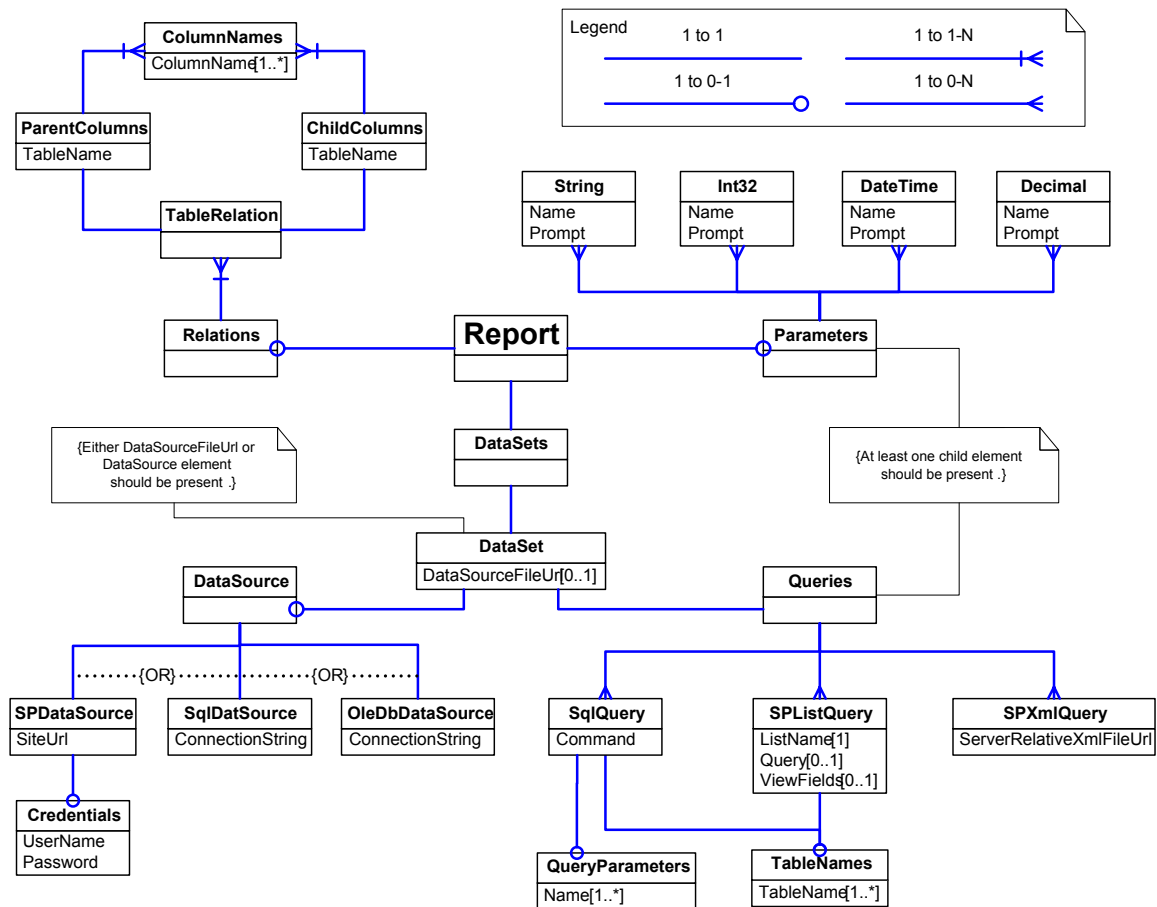 Legend
1 to 1
1 to 1-N
1 to 0-1
1 to 0-N
ColumnNames
ColumnName[1..*]
ParentColumns
TableName
ChildColumns
TableName
TableRelation
String
Name
Prompt
Int32
Name
Prompt
DateTime
Name
Prompt
Decimal
Name
Prompt
Relations
Report
Parameters
{Either DataSourceFileUrl or
DataSource element
should be present .}
DataSets
{At least one child element
should be present .}
DataSet
DataSourceFileUrl[0..1]
DataSource
Queries
{OR}
{OR}
SPDataSource
SiteUrl
SqlDatSource
ConnectionString
OleDbDataSource
ConnectionString
SqlQuery
Command
SPListQuery
ListName[1]
Query[0..1]
ViewFields[0..1]
SPXmlQuery
ServerRelativeXmlFileUrl
Credentials
UserName
Password
QueryParameters
Name[1..*]
TableNames
TableName[1..*]